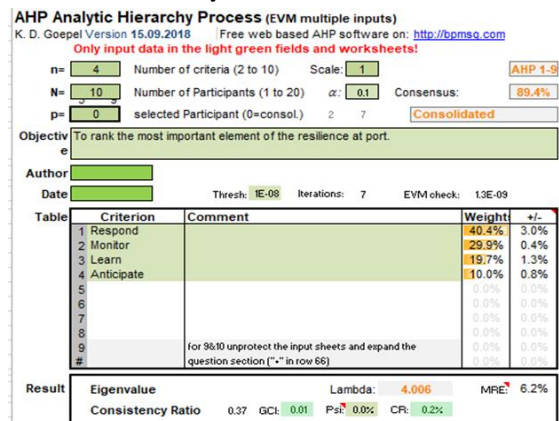 AHP Analytic Hierarchy Process (EVM multiple inputs)
K. D. Goepel Version 15.09.2018 Free web based AHP software on: http://bpmsg.com
Only input data in the light green fields and worksheets!
n= 4 Number of criteria (2 to 10) Scale: 1 AHP 1-9
N= 10 Number of Participants (1 to 20) α: 0.1 Consensus: 89.4%
p= 0 selected Participant (0=consol.) 2 7 Consolidated
Objectiv To rank the most important element of the resilience at port.
e
Author
Date Thresh: 1E-08 Iterations: 7 EVM check: 1.3E-09
Table Criterion Comment Weights +/-
1 Respond 40.4% 3.0%
2 Monitor 29.9% 0.4%
3 Learn 19.7% 1.3%
4 Anticipate 10.0% 0.8%
5 0.0% 0.0%
6 0.0% 0.0%
7 0.0% 0.0%
8 0.0% 0.0%
9 for 9&10 unprotect the input sheets and expand the 0.0% 0.0%
# question section ("+" in row 66) 0.0% 0.0%
Result Eigenvalue Lambda: 4.006 MRE: 6.2%
Consistency Ratio 0.37 GCI: 0.01 Psi: 0.0% CR: 0.2%